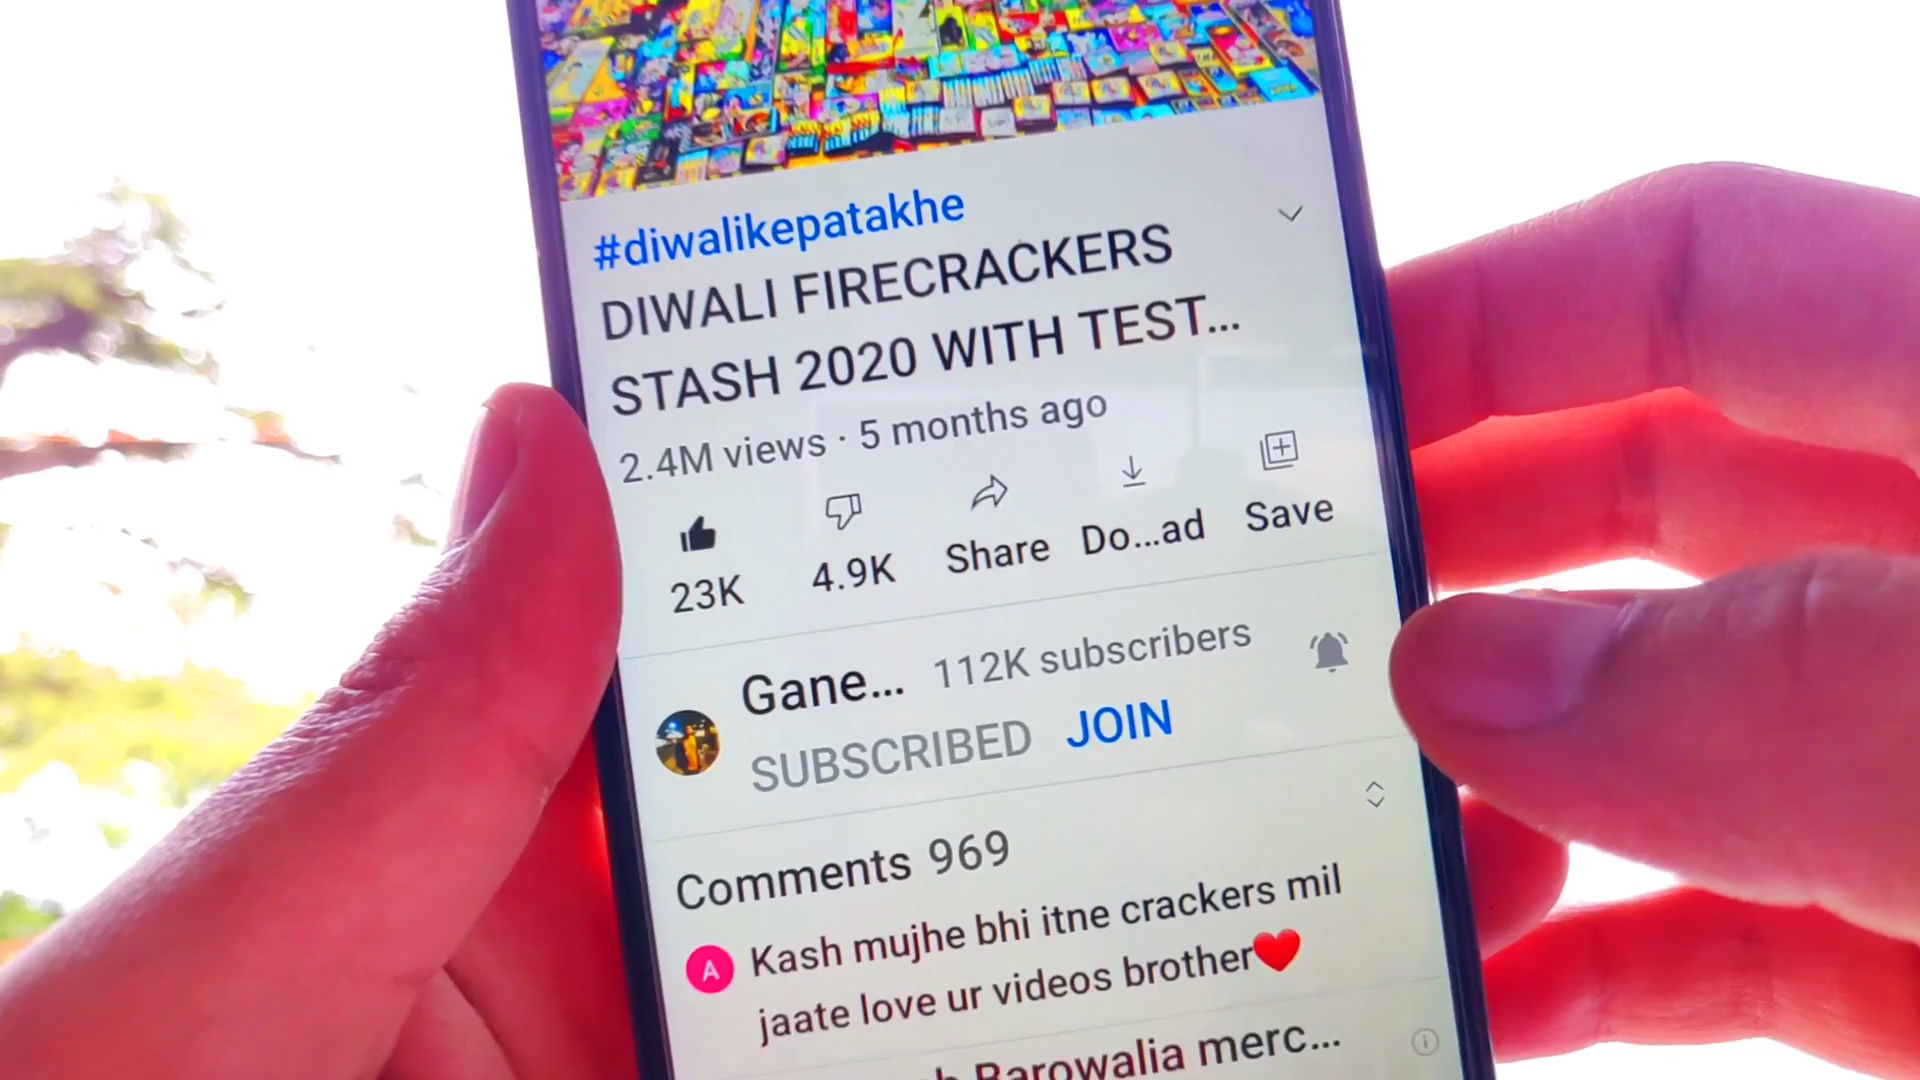 #diwalikepatakhe
DIWALI FIRECRACKERS
STASH 2020 WITH TEST...
2.4M views · 5 months ago
23K 4.9K Share Do...ad Save
Gane... 112K subscribers
SUBSCRIBED JOIN
Comments 969
A Kash mujhe bhi itne crackers mil
jaate love ur videos brother❤️
Barowalia merc...